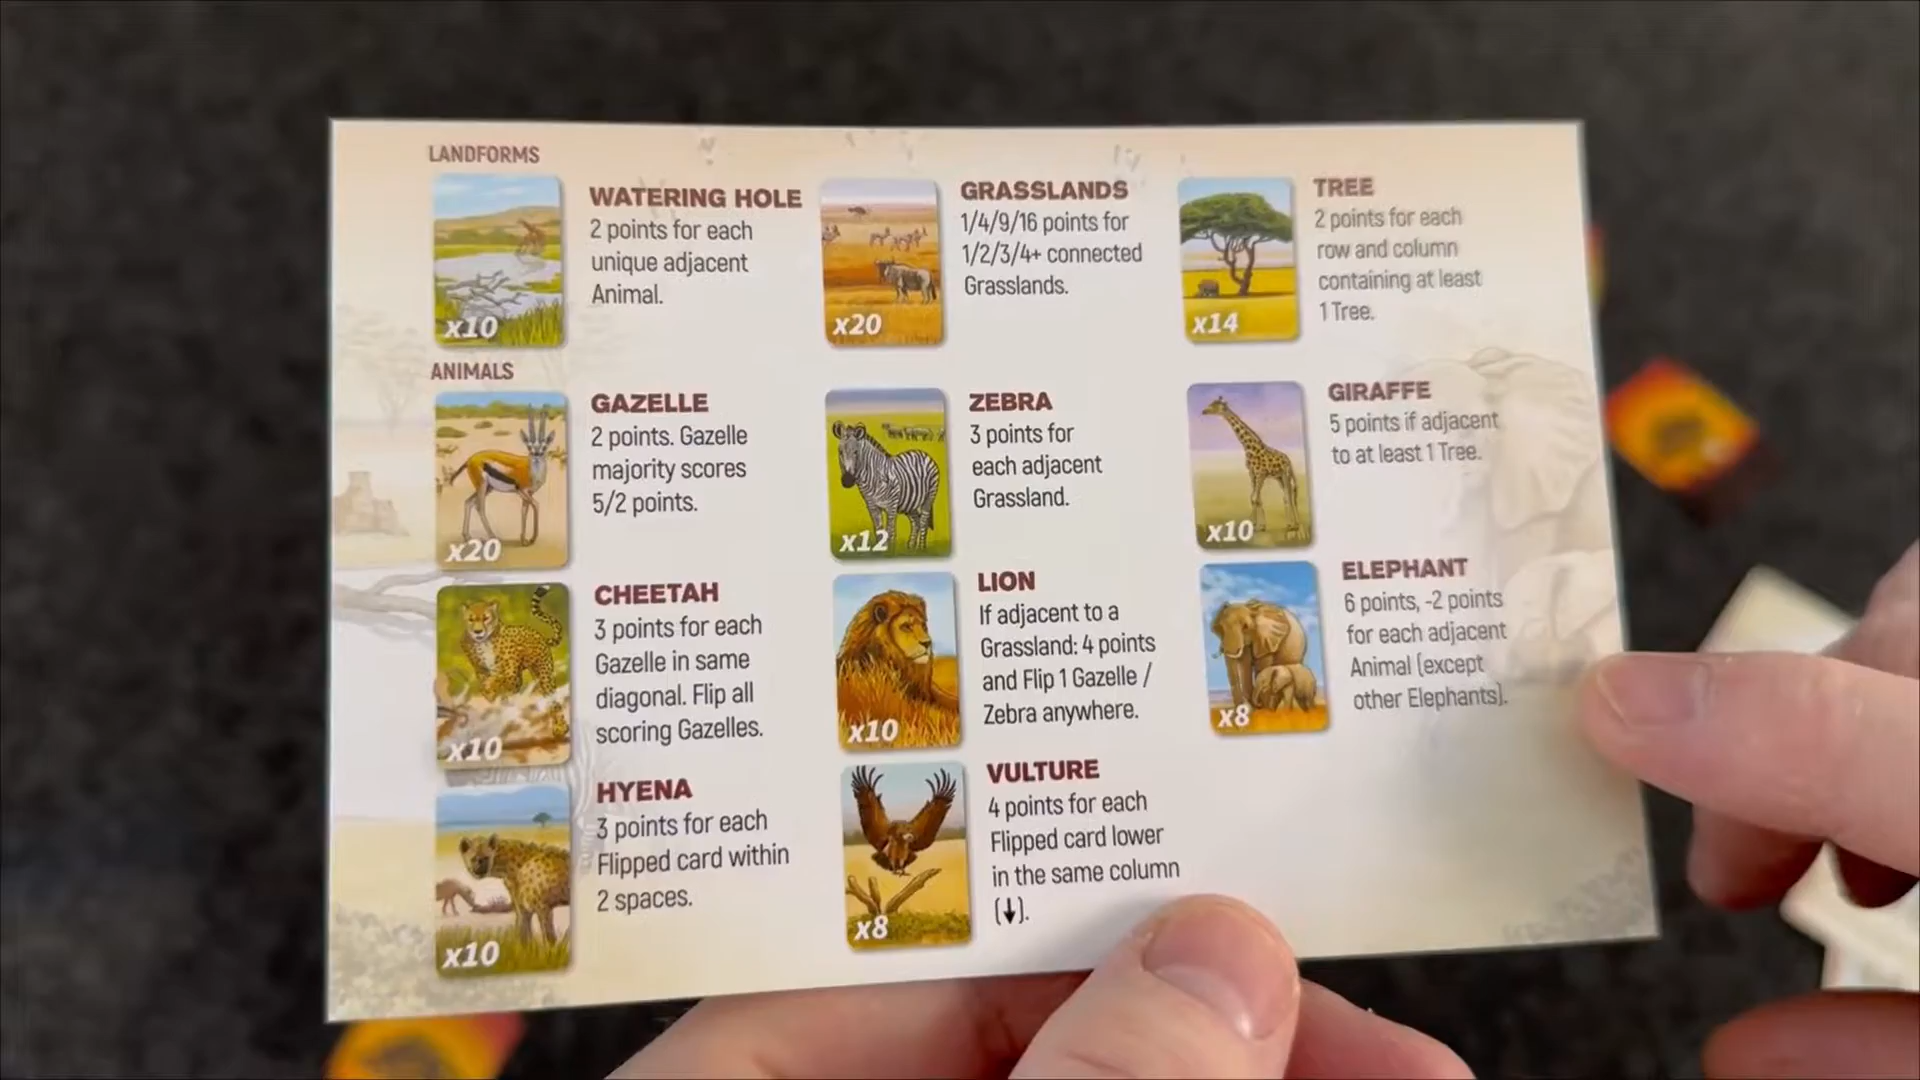 LANDFORMS
WATERING HOLE
2 points for each
unique adjacent
Animal.
x10
GRASSLANDS
1/4/9/16 points for
1/2/3/4+ connected
Grasslands.
x20
TREE
2 points for each
row and column
containing at least
1 Tree.
x14
ANIMALS
GAZELLE
2 points. Gazelle
majority scores
5/2 points.
x20
ZEBRA
3 points for
each adjacent
Grassland.
x12
GIRAFFE
5 points if adjacent
to at least 1 Tree.
x10
CHEETAH
3 points for each
Gazelle in same
diagonal. Flip all
scoring Gazelles.
x10
LION
If adjacent to a
Grassland: 4 points
and Flip 1 Gazelle /
Zebra anywhere.
x10
ELEPHANT
6 points, -2 points
for each adjacent
Animal (except
other Elephants).
x8
HYENA
3 points for each
Flipped card within
2 spaces.
x10
VULTURE
4 points for each
Flipped card lower
in the same column
(↓).
x8